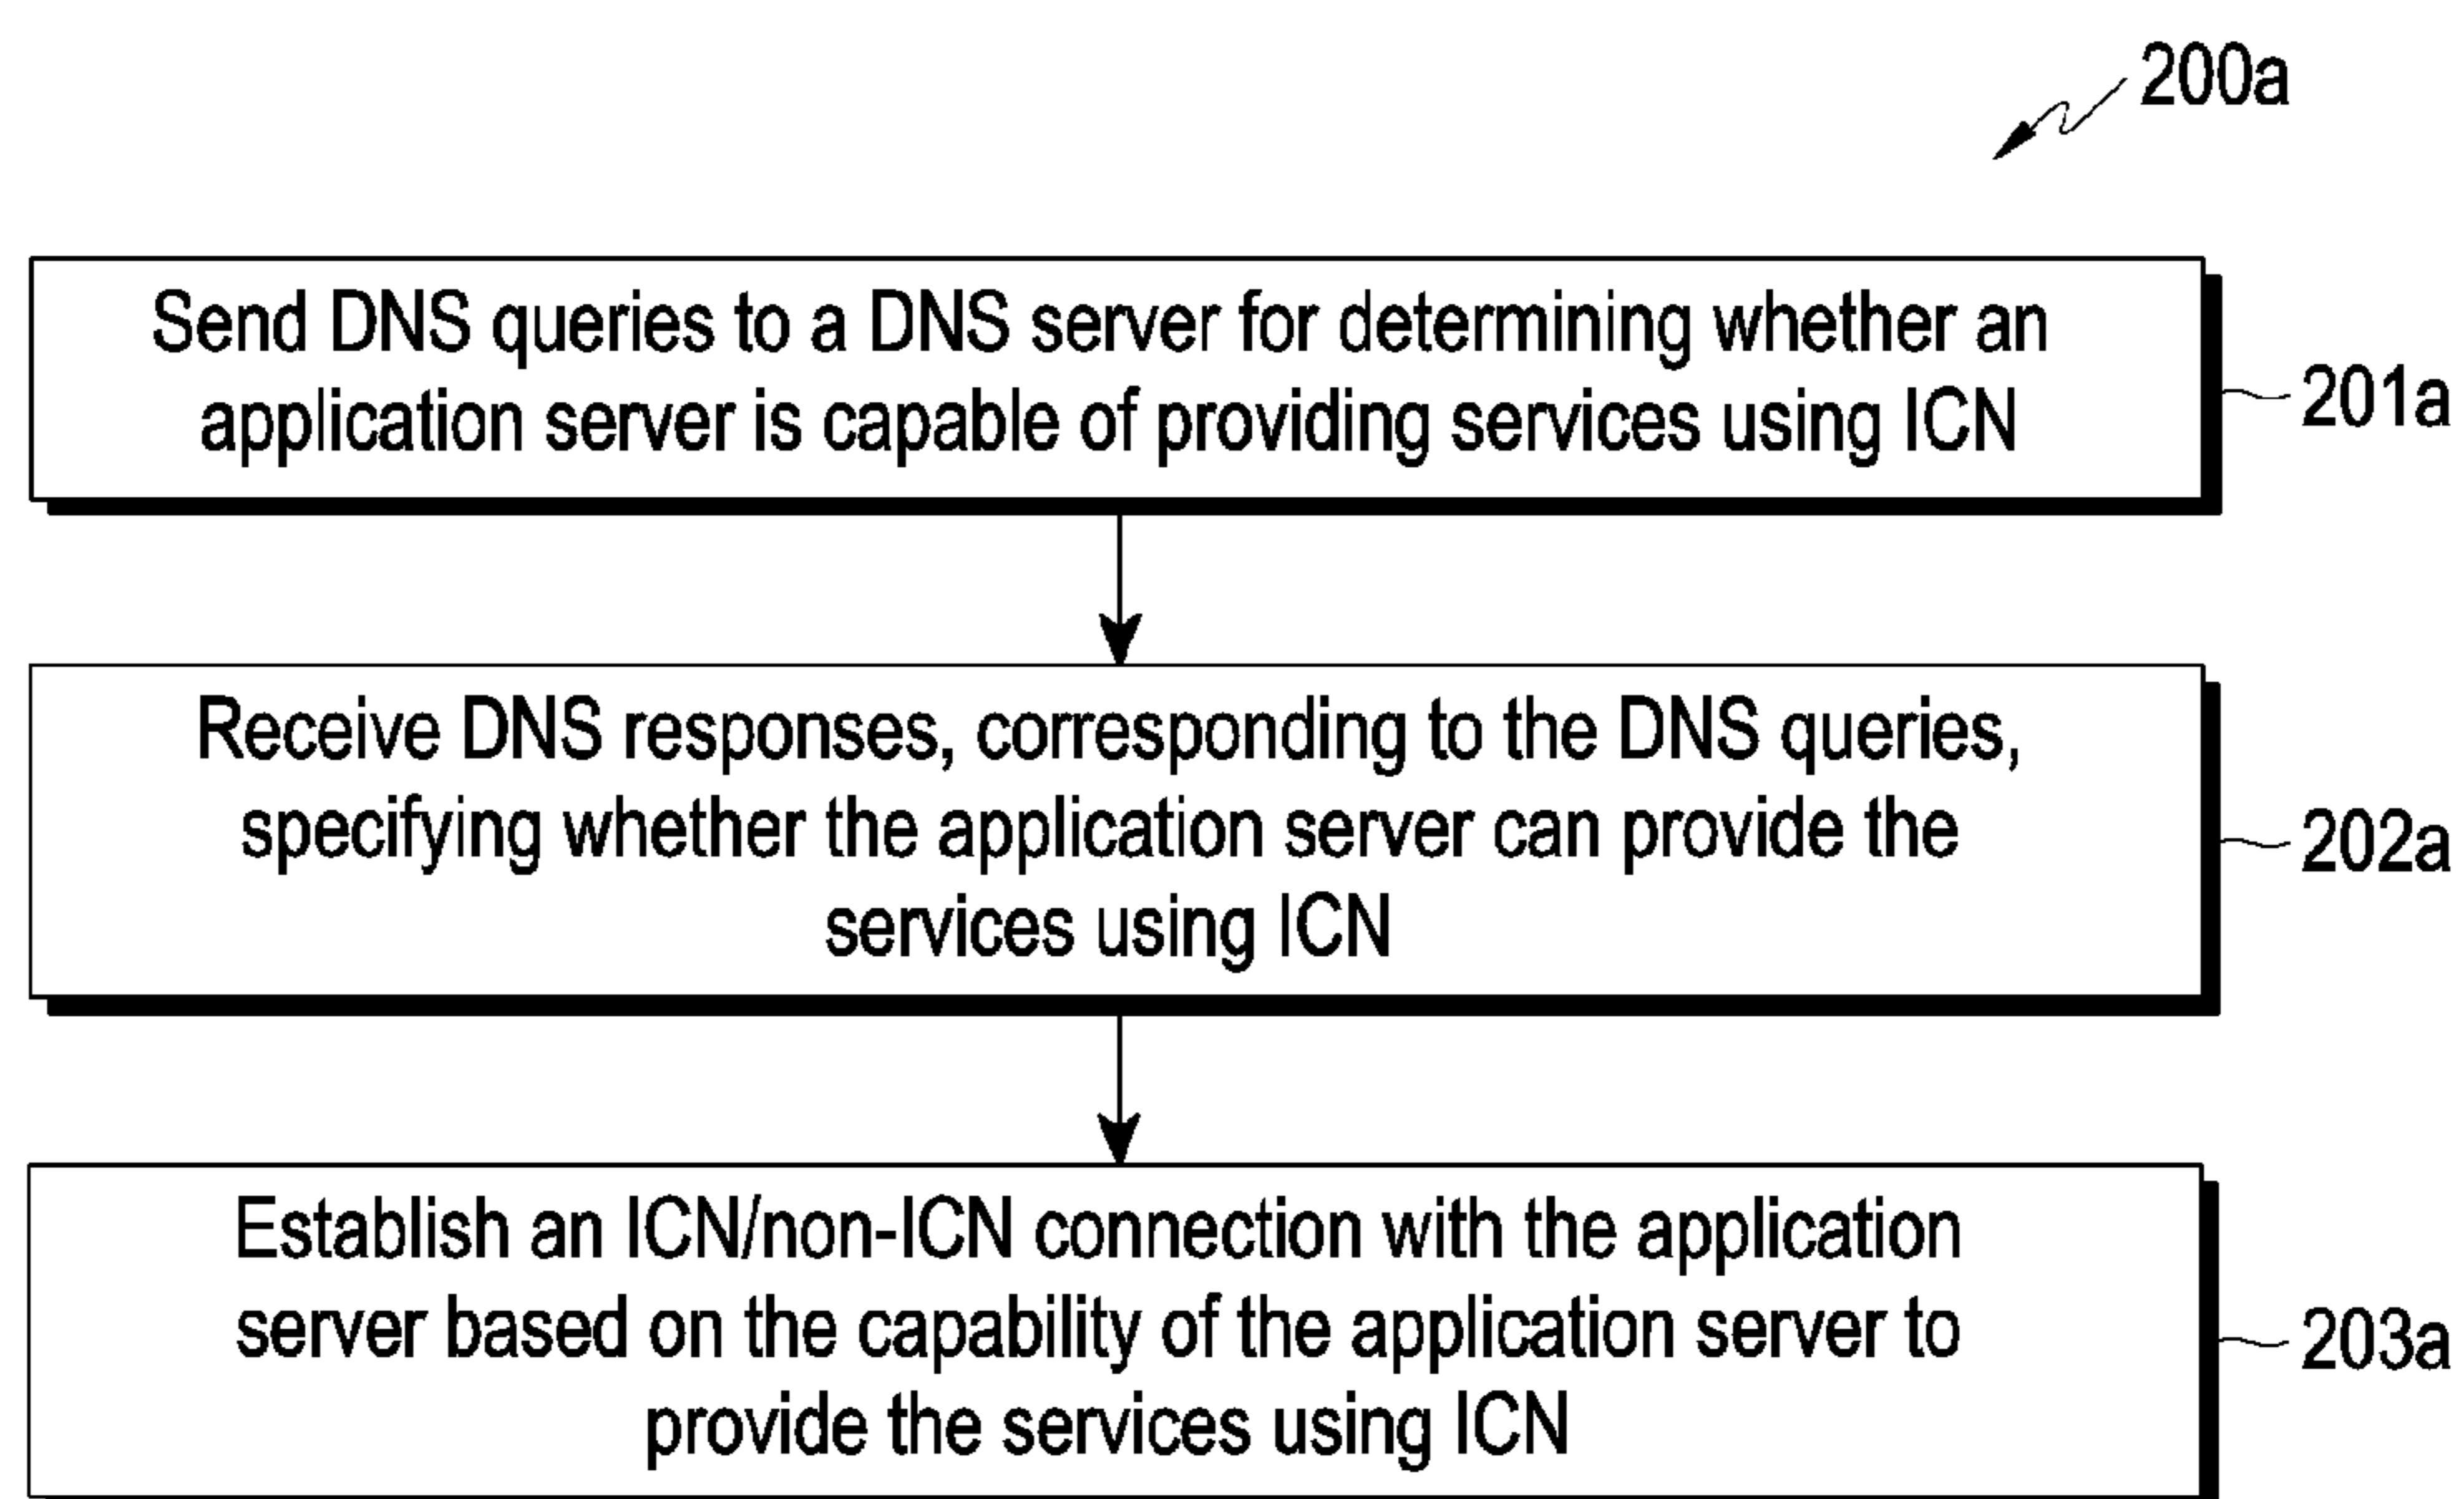 200a
Send DNS queries to a DNS server for determining whether an
application server is capable of providing services using ICN
201a
Receive DNS responses, corresponding to the DNS queries,
specifying whether the application server can provide the
services using ICN
202a
Establish an ICN/non-ICN connection with the application
server based on the capability of the application server to
provide the services using ICN
203a